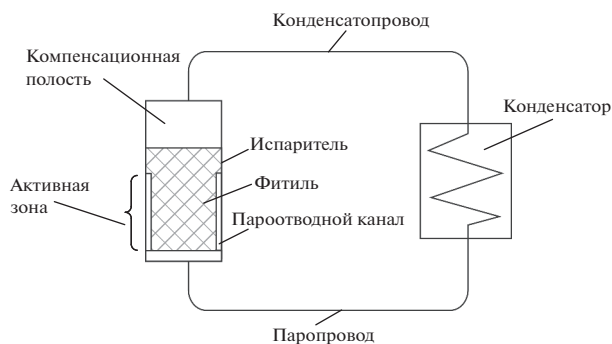 Конденсатопровод
Компенсационная
полость
Конденсатор
Испаритель
Активная
зона
Фитиль
Пароотводной канал
Паропровод